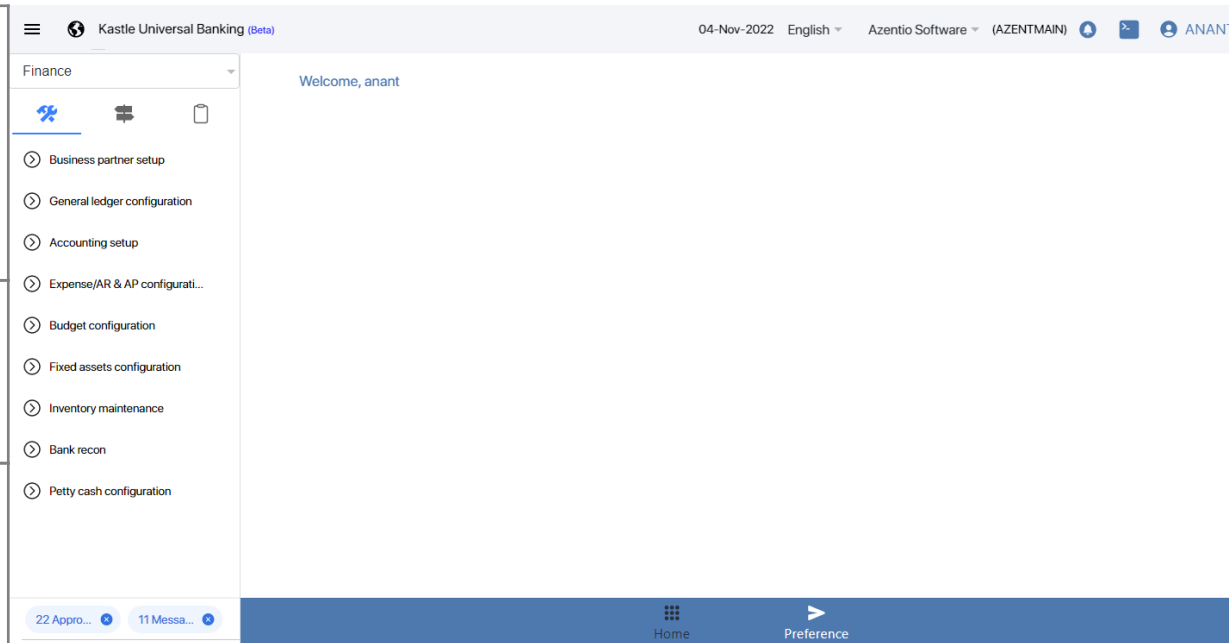 Kastle Universal Banking (Beta)
04-Nov-2022 English Azentio Software (AZENTMAIN) ANANT
Finance
Welcome, anant
Business partner setup
General ledger configuration
Accounting setup
Expense/AR & AP configurati...
Budget configuration
Fixed assets configuration
Inventory maintenance
Bank recon
Petty cash configuration
22 Appro... 11 Messa...
Home Preference